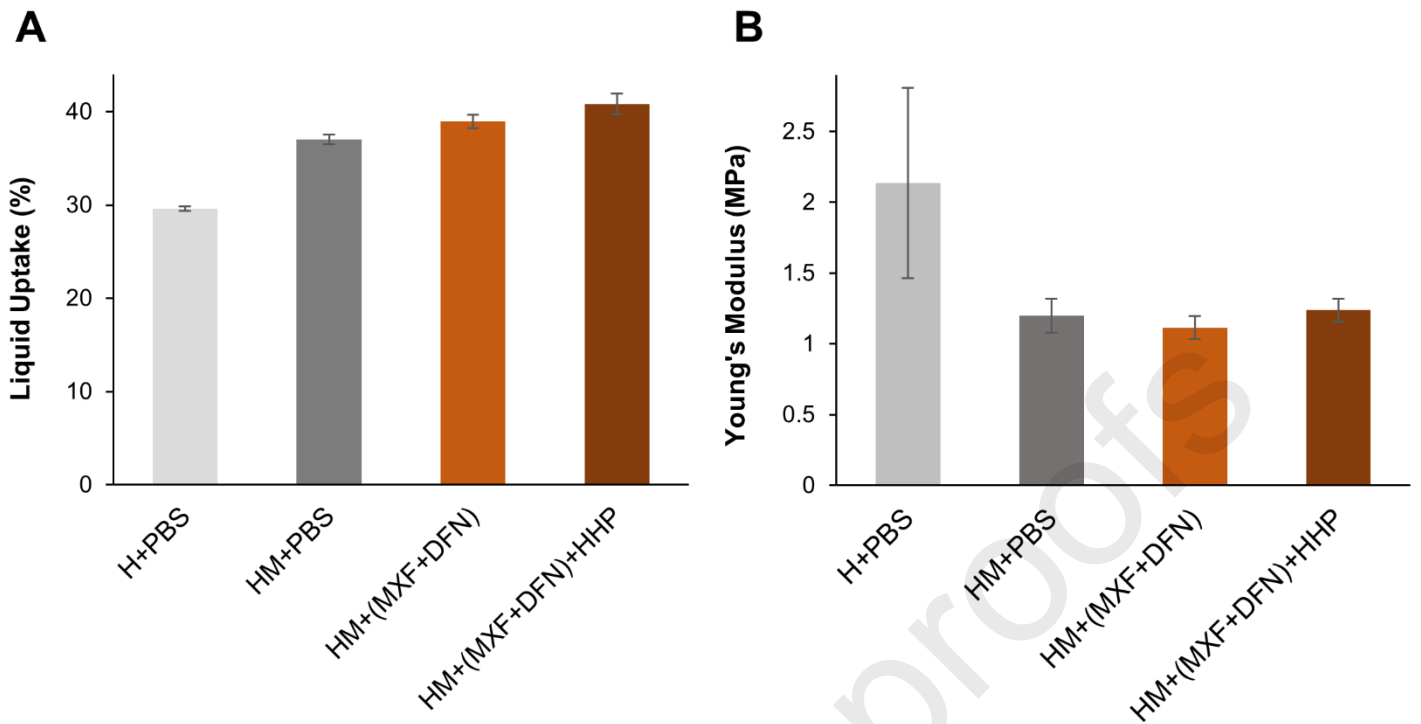 A
Liquid Uptake (%)
40
30
20
10
0
H+PBS
HM+PBS
HM+(MXF+DFN)
HM+(MXF+DFN)+HHP
B
Young's Modulus (MPa)
2.5
2
1.5
1
0.5
0
H+PBS
HM+PBS
HM+(MXF+DFN)
HM+(MXF+DFN)+HHP
proofs